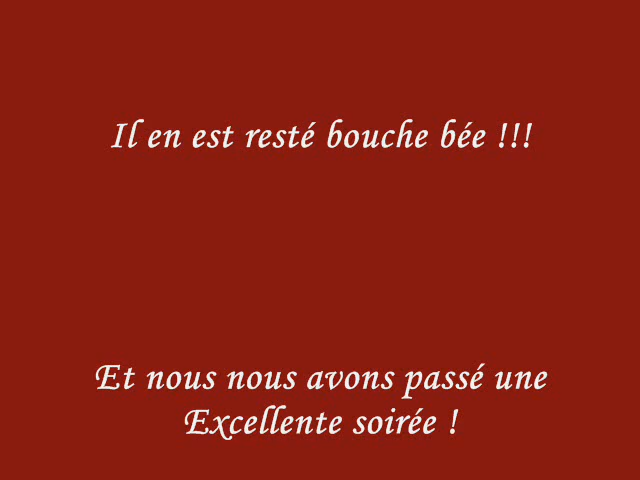 Il en est resté bouche bée !!!
Et nous nous avons passé une
Excellente soirée !